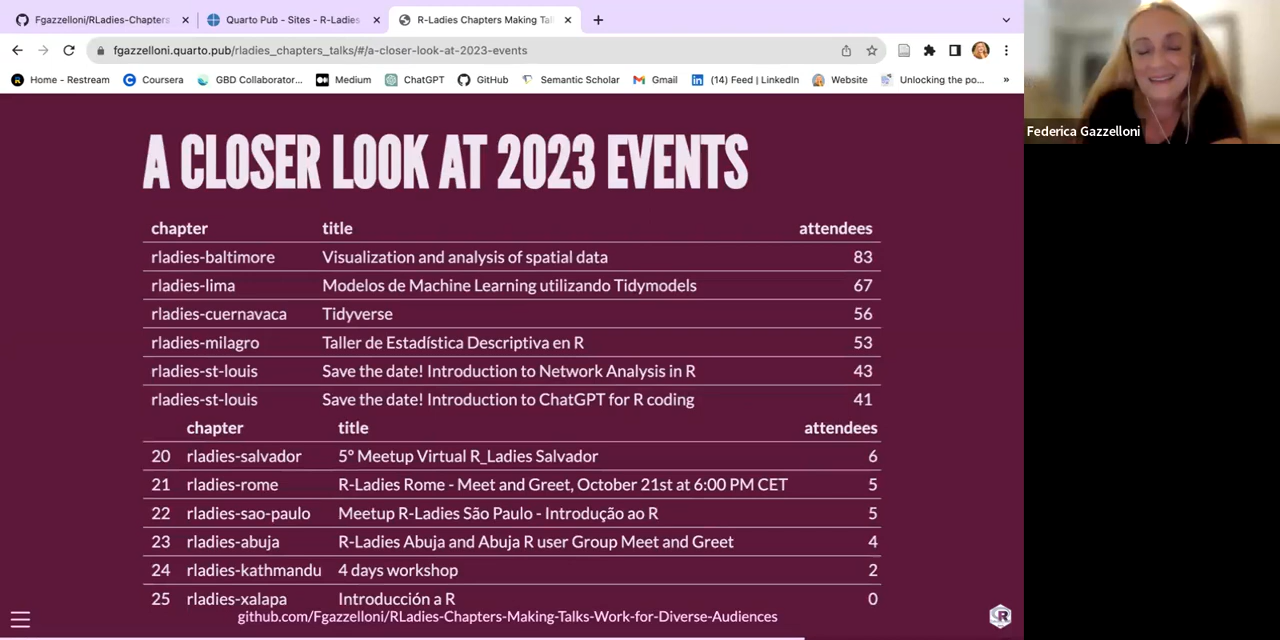 Fgazzelloni/RLadies-Chapters
Quarto Pub - Sites - R-Ladies
R-Ladies Chapters Making Tal
fgazzelloni.quarto.pub/rladies_chapters_talks/#/a-closer-look-at-2023-events
Home - Restream Coursera GBD Collaborator... Medium ChatGPT GitHub Semantic Scholar Gmail (14) Feed | LinkedIn Website Unlocking the po... »
Federica Gazzelloni
A CLOSER LOOK AT 2023 EVENTS
chapter title attendees
rladies-baltimore Visualization and analysis of spatial data 83
rladies-lima Modelos de Machine Learning utilizando Tidymodels 67
rladies-cuernavaca Tidyverse 56
rladies-milagro Taller de Estadística Descriptiva en R 53
rladies-st-louis Save the date! Introduction to Network Analysis in R 43
rladies-st-louis Save the date! Introduction to ChatGPT for R coding 41
chapter title attendees
20 rladies-salvador 5º Meetup Virtual R_Ladies Salvador 6
21 rladies-rome R-Ladies Rome - Meet and Greet, October 21st at 6:00 PM CET 5
22 rladies-sao-paulo Meetup R-Ladies São Paulo - Introdução ao R 5
23 rladies-abuja R-Ladies Abuja and Abuja R user Group Meet and Greet 4
24 rladies-kathmandu 4 days workshop 2
25 rladies-xalapa Introducción a R 0
github.com/Fgazzelloni/RLadies-Chapters-Making-Talks-Work-for-Diverse-Audiences
R